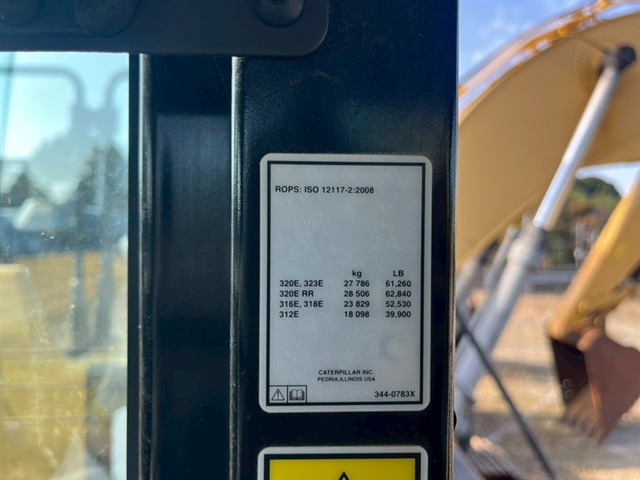 ROPS: ISO 12117-2:2008
kg LB
320E, 323E 27 786 61,260
320E RR 28 506 62,840
316E, 318E 23 829 52,530
312E 18 098 39,900
CATERPILLAR INC.
PEORIA,ILLINOIS USA
344-0783X